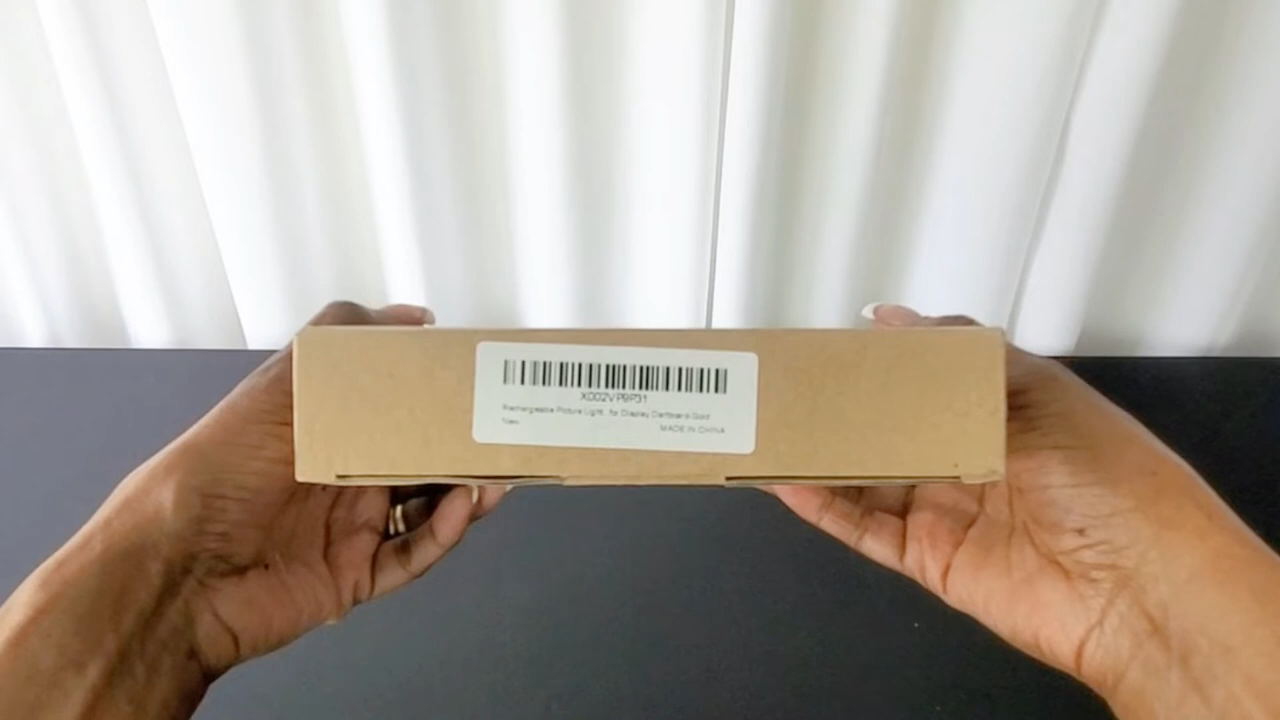 X002VP9P31
Rechargeable Picture Light, for Display Dartboard-Gold
New
MADE IN CHINA